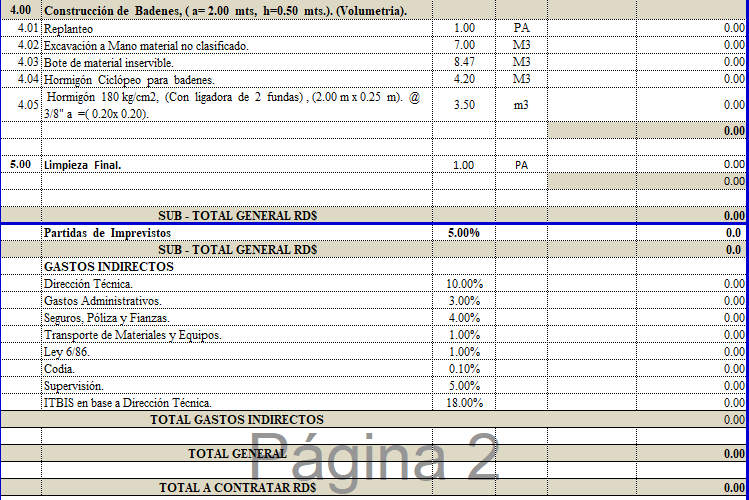 4.00 Construcción de Badenes, ( a= 2.00 mts, h=0.50 mts.). (Volumetria).
4.01 Replanteo 1.00 PA 0.00
4.02 Excavación a Mano material no clasificado. 7.00 M3 0.00
4.03 Bote de material inservible. 8.47 M3 0.00
4.04 Hormigón Ciclópeo para badenes. 4.20 M3 0.00
4.05 Hormigón 180 kg/cm2, (Con ligadora de 2 fundas) , (2.00 m x 0.25 m). @ 3.50 m3 0.00
3/8" a =( 0.20x 0.20).
0.00
5.00 Limpieza Final. 1.00 PA 0.00
0.00
SUB - TOTAL GENERAL RD$ 0.00
Partidas de Imprevistos 5.00% 0.0
SUB - TOTAL GENERAL RD$ 0.0
GASTOS INDIRECTOS
Dirección Técnica. 10.00% 0.00
Gastos Administrativos. 3.00% 0.00
Seguros, Póliza y Fianzas. 4.00% 0.00
Transporte de Materiales y Equipos. 1.00% 0.00
Ley 6/86. 1.00% 0.00
Codia. 0.10% 0.00
Supervisión. 5.00% 0.00
ITBIS en base a Dirección Técnica. 18.00% 0.00
TOTAL GASTOS INDIRECTOS 0.00
Página 2
TOTAL GENERAL 0.00
TOTAL A CONTRATAR RD$ 0.00